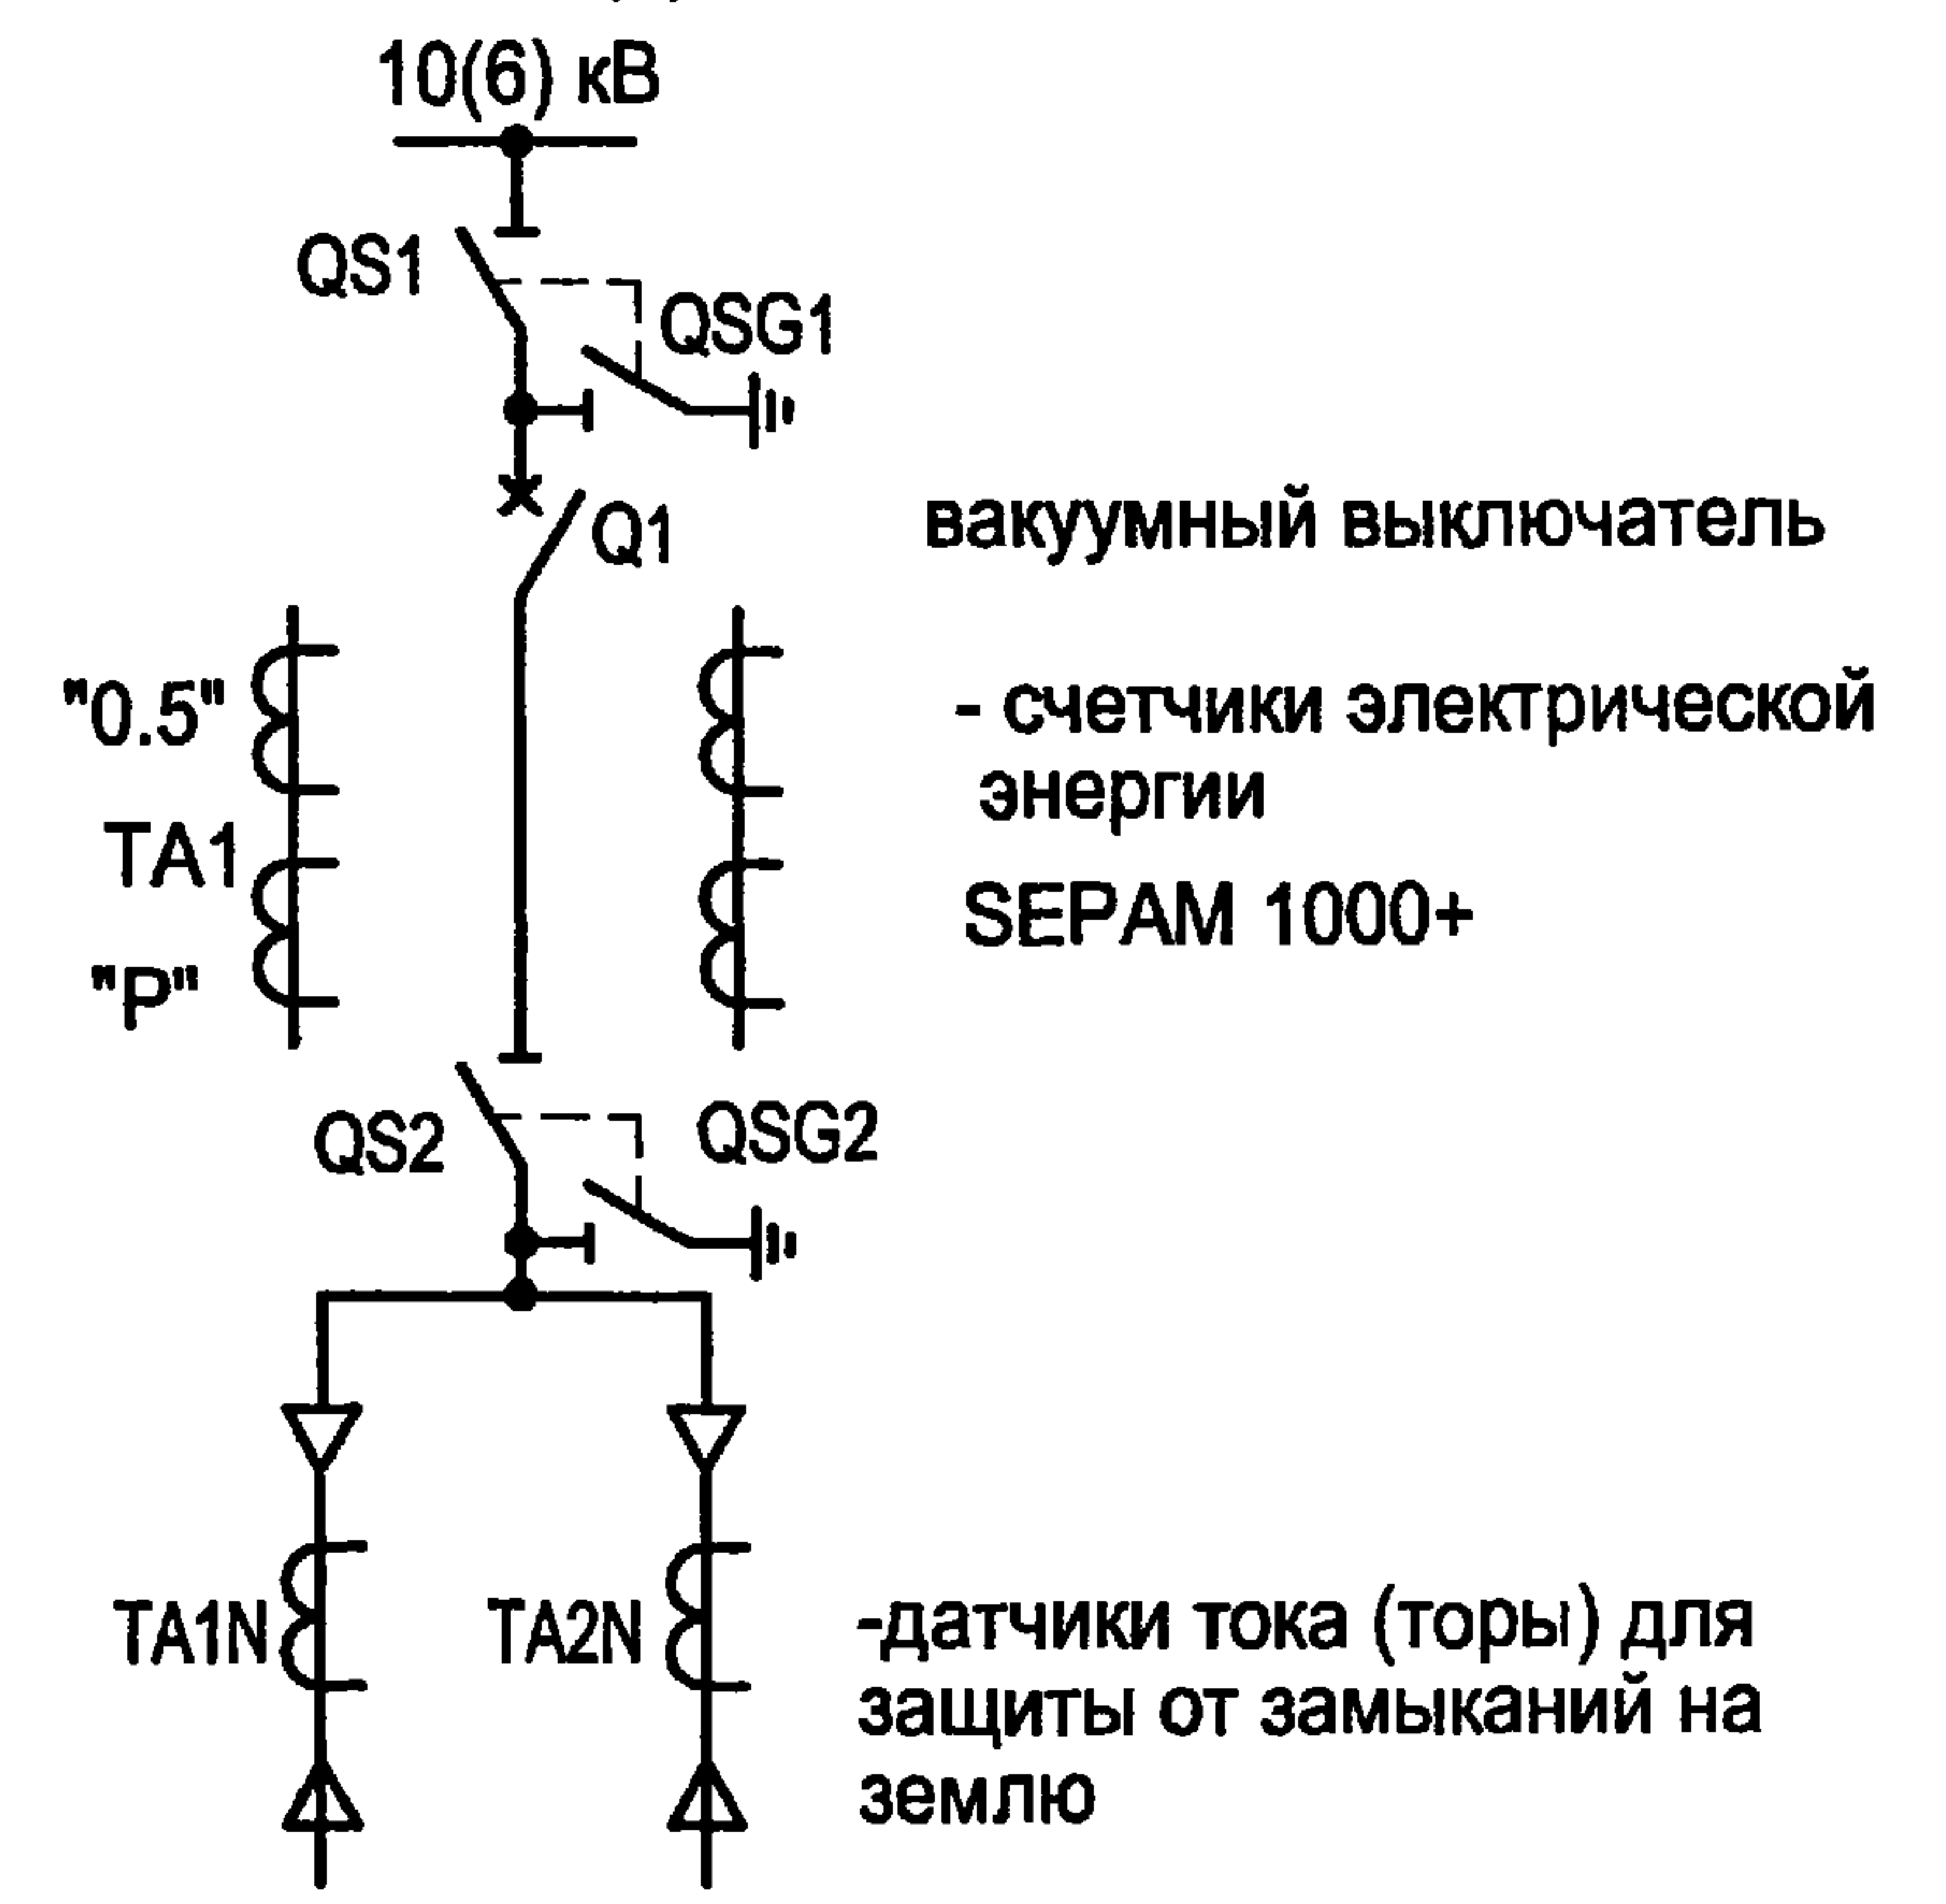 10(6) кВ
QS1
QSG1
Q1
вакуумный выключатель
"0.5"
- счетчики электрической
энергии
TA1
SEPAM 1000+
"P"
QS2
QSG2
TA1N
TA2N
-датчики тока (торы) для
защиты от замыканий на
землю